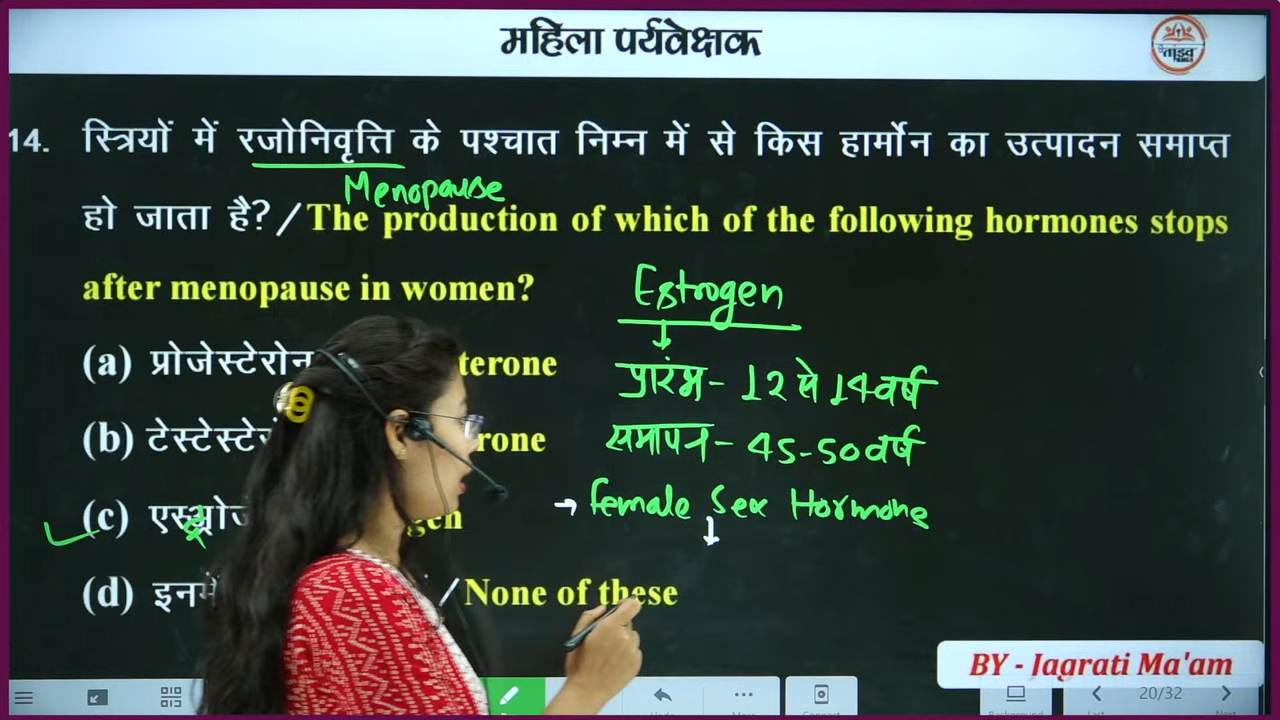 महिला पर्यवेक्षक
ताइव
14. स्त्रियों में रजोनिवृत्ति के पश्चात निम्न में से किस हार्मोन का उत्पादन समाप्त
Menopause
हो जाता है?/The production of which of the following hormones stops
after menopause in women?
Estrogen
(a) प्रोजेस्टेरोन terone
प्रारंभ - 12 से 14 वर्ष
(b) टेस्टेस्टे rone
समापन - 45-50 वर्ष
→ female Sex Hormone
(c) gen
(d) /None of these
BY - Jagrati Ma'am
20/32